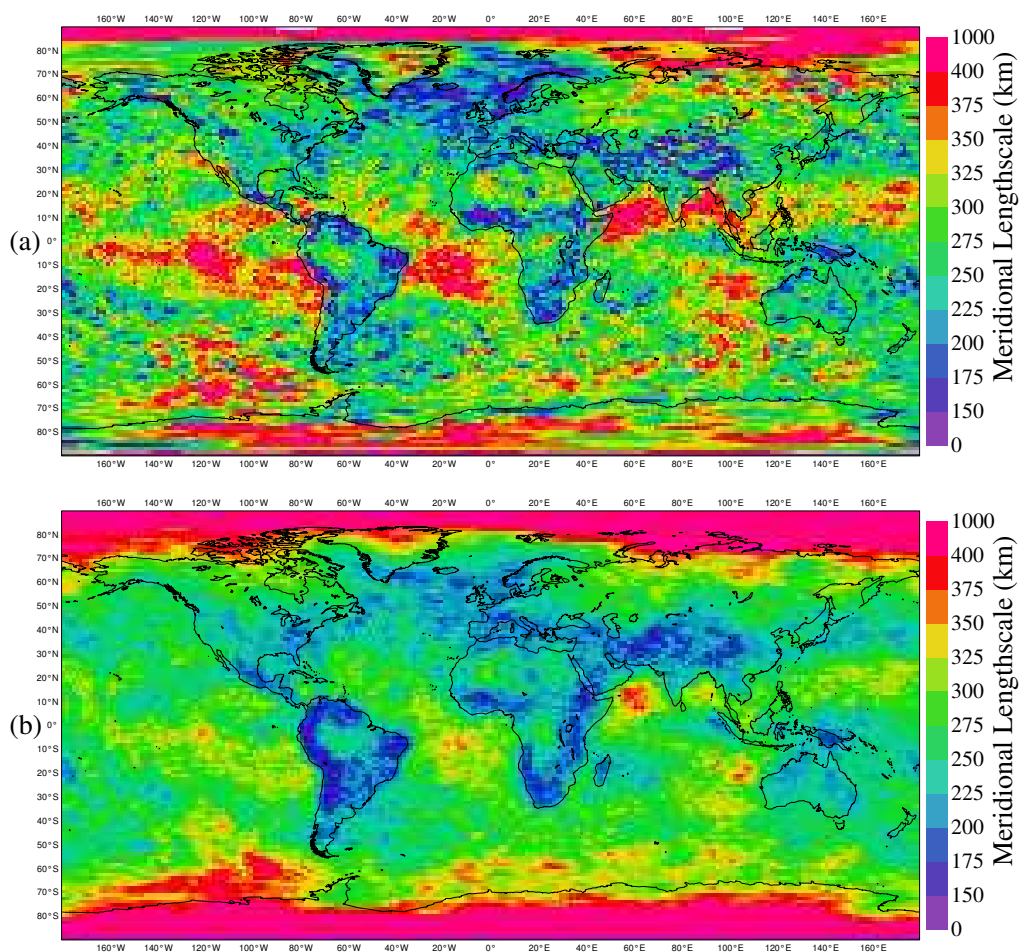 160°W 140°W 120°W 100°W 80°W 60°W 40°W 20°W 0° 20°E 40°E 60°E 80°E 100°E 120°E 140°E 160°E
80°N
70°N
60°N
50°N
40°N
30°N
20°N
10°N
0°
10°S
20°S
30°S
40°S
50°S
60°S
70°S
80°S
(a)
160°W 140°W 120°W 100°W 80°W 60°W 40°W 20°W 0° 20°E 40°E 60°E 80°E 100°E 120°E 140°E 160°E
1000
400
375
350
325
300
275
250
225
200
175
150
0
Meridional Lengthscale (km)
160°W 140°W 120°W 100°W 80°W 60°W 40°W 20°W 0° 20°E 40°E 60°E 80°E 100°E 120°E 140°E 160°E
80°N
70°N
60°N
50°N
40°N
30°N
20°N
10°N
0°
10°S
20°S
30°S
40°S
50°S
60°S
70°S
80°S
(b)
160°W 140°W 120°W 100°W 80°W 60°W 40°W 20°W 0° 20°E 40°E 60°E 80°E 100°E 120°E 140°E 160°E
1000
400
375
350
325
300
275
250
225
200
175
150
0
Meridional Lengthscale (km)